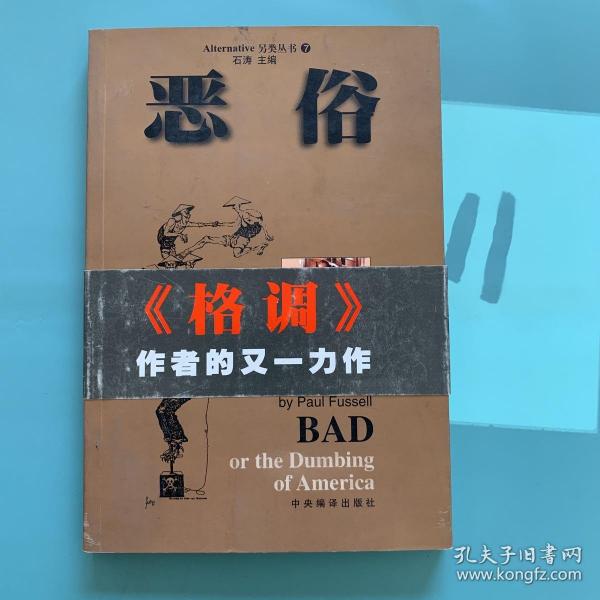 Alternative 另类丛书 7
石涛 主编
恶俗
《格调》
作者的又一力作
by Paul Fussell
BAD
or the Dumbing
of America
中央编译出版社
孔夫子旧书网
www.kongfz.com